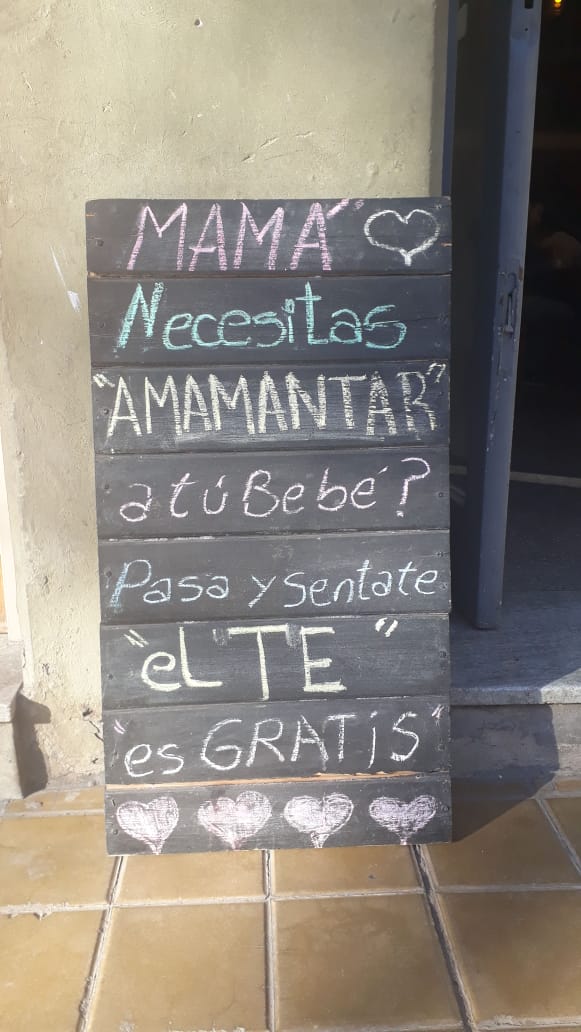 MAMÁ
Necesitas
"AMAMANTAR"
a tú Bebé?
Pasa y sentate
"el TE"
"es GRATIS"